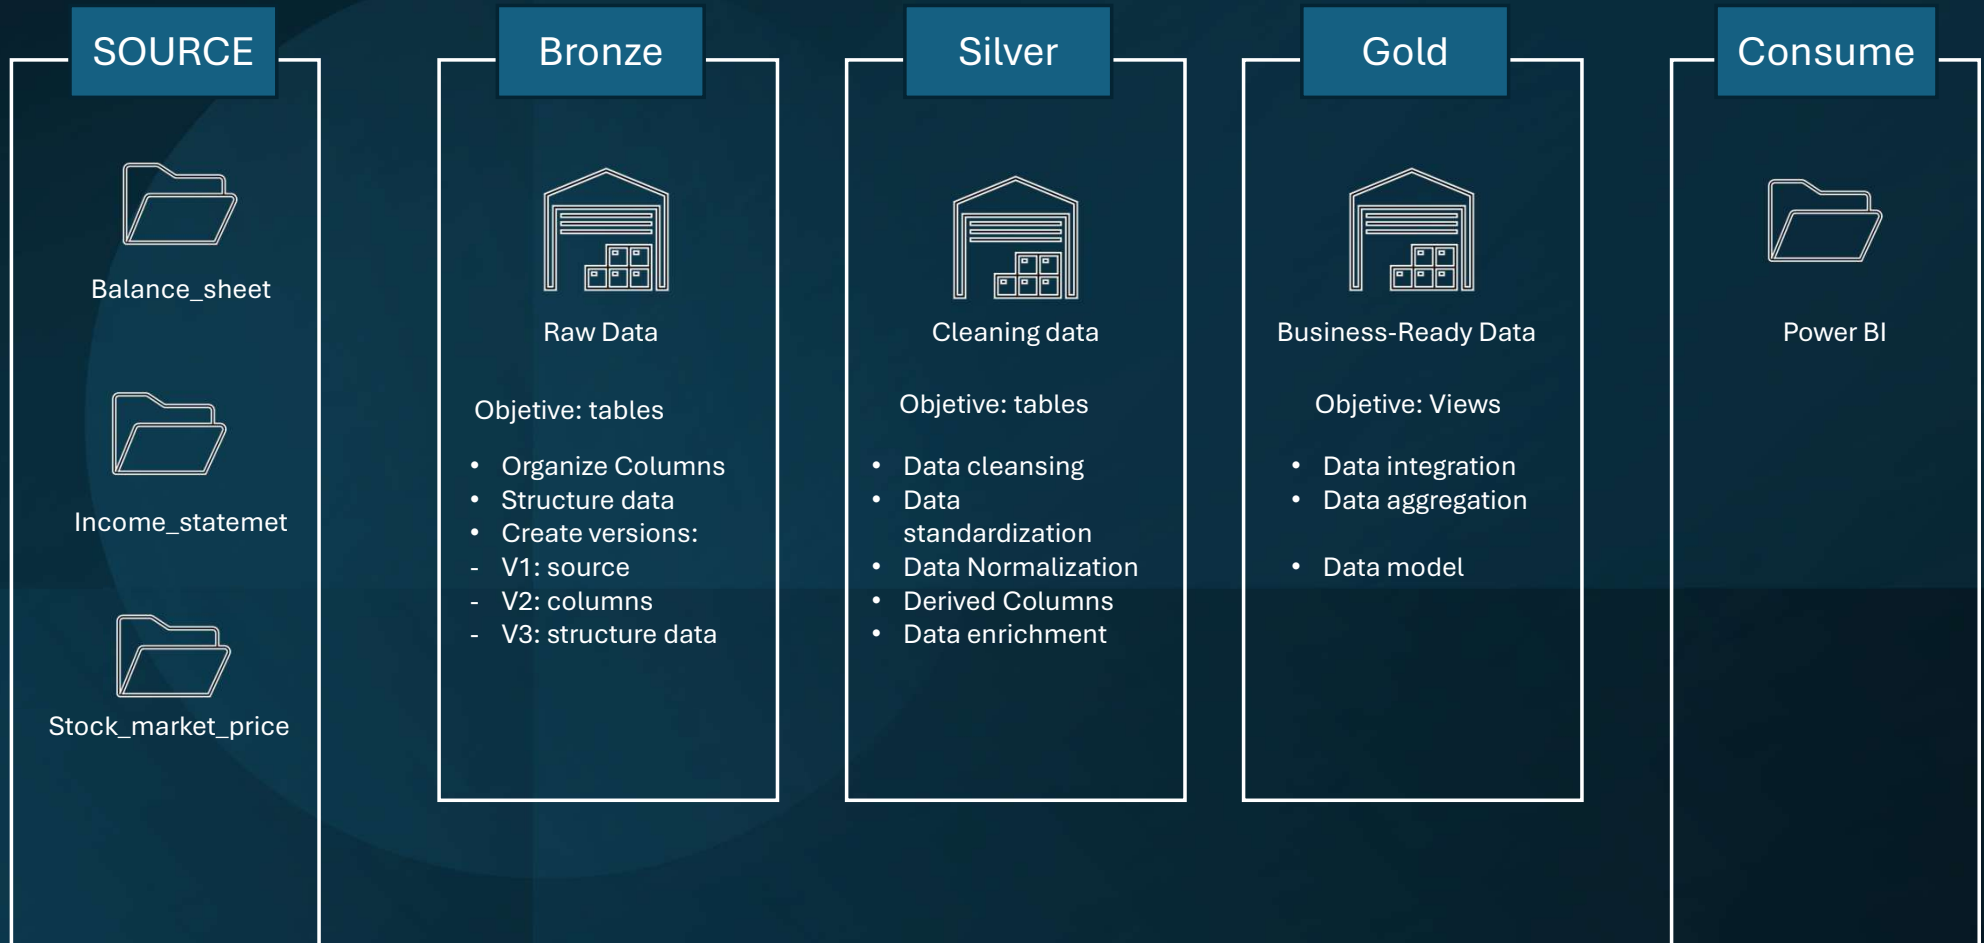 SOURCE
Balance_sheet
Income_statemet
Stock_market_price
Bronze
Raw Data
Objetive: tables
• Organize Columns
• Structure data
• Create versions:
- V1: source
- V2: columns
- V3: structure data
Silver
Cleaning data
Objetive: tables
• Data cleansing
• Data
standardization
• Data Normalization
• Derived Columns
• Data enrichment
Gold
Business-Ready Data
Objetive: Views
• Data integration
• Data aggregation
• Data model
Consume
Power BI